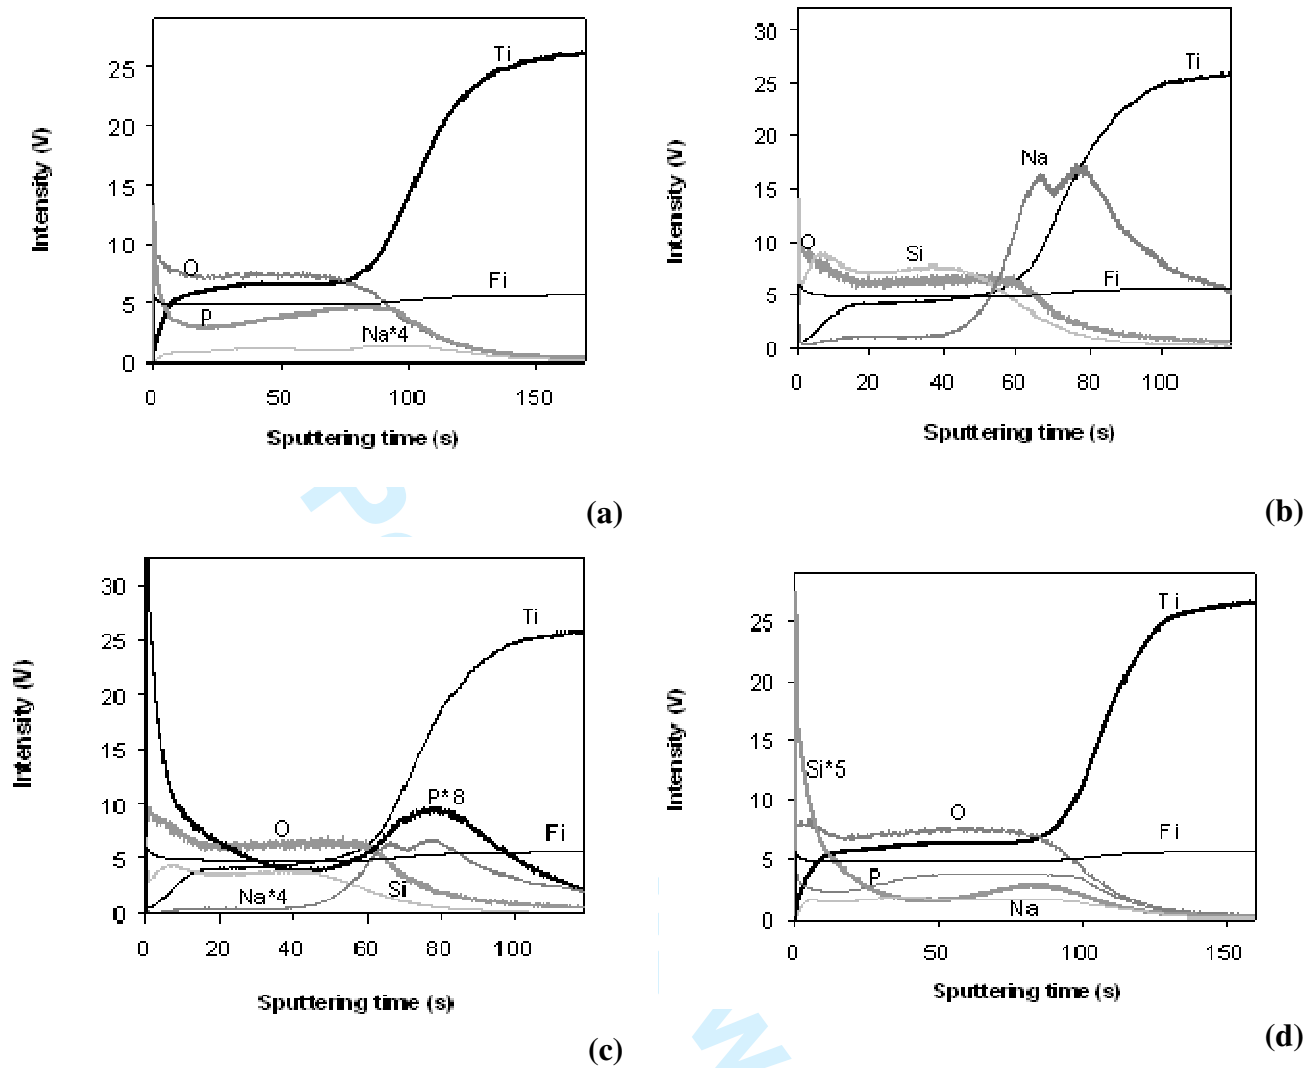 Ti
25
20
15
10
5
0
O
P
Na*4
Fi
0 50 100 150
Intensity (V)
Sputtering time (s)
(a)
30
25
20
15
10
5
0
Ti
Na
O
Si
Fi
0 20 40 60 80 100
Intensity (V)
Sputtering time (s)
(b)
30
25
20
15
10
5
0
Ti
P*8
O
Fi
Na*4
Si
0 20 40 60 80 100
Intensity (V)
Sputtering time (s)
(c)
25
20
15
10
5
0
Ti
Si*5
O
Fi
P
Na
0 50 100 150
Intensity (V)
Sputtering time (s)
(d)